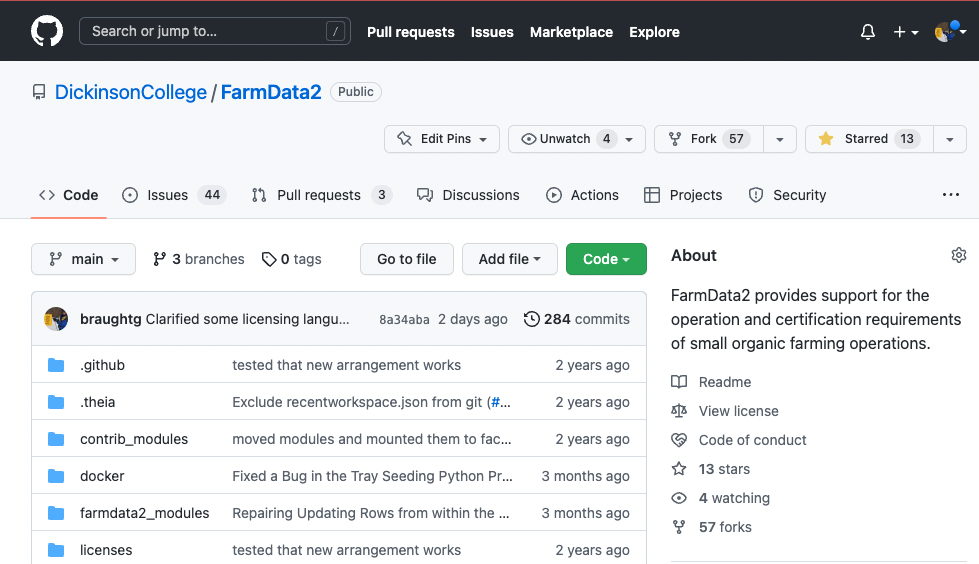 Search or jump to… /
Pull requests Issues Marketplace Explore
DickinsonCollege / FarmData2 Public
Edit Pins Unwatch 4 Fork 57 Starred 13
Code Issues 44 Pull requests 3 Discussions Actions Projects Security ...
main 3 branches 0 tags Go to file Add file Code
braughtg Clarified some licensing langu... 8a34aba 2 days ago 284 commits
.github tested that new arrangement works 2 years ago
.theia Exclude recentworkspace.json from git (#... 2 years ago
contrib_modules moved modules and mounted them to fac... 2 years ago
docker Fixed a Bug in the Tray Seeding Python Pr... 3 months ago
farmdata2_modules Repairing Updating Rows from within the ... 3 months ago
licenses tested that new arrangement works 2 years ago
About
FarmData2 provides support for the
operation and certification requirements
of small organic farming operations.
Readme
View license
Code of conduct
13 stars
4 watching
57 forks